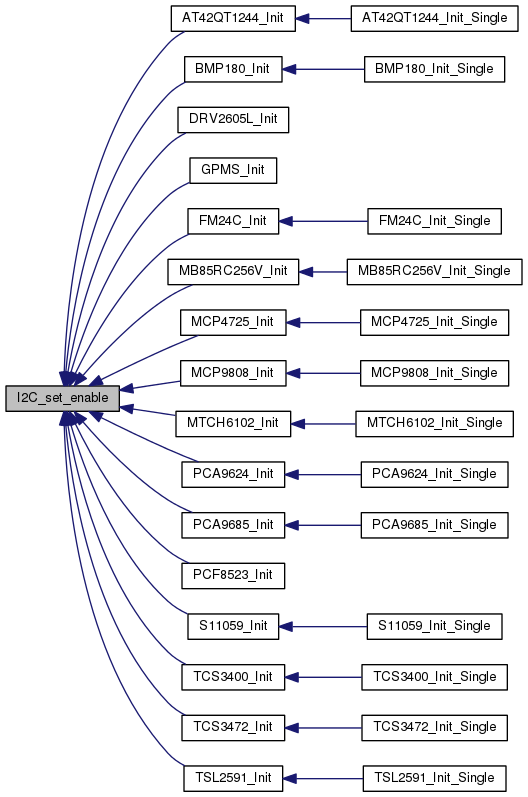 AT42QT1244_Init
AT42QT1244_Init_Single
BMP180_Init
BMP180_Init_Single
DRV2605L_Init
GPMS_Init
FM24C_Init
FM24C_Init_Single
MB85RC256V_Init
MB85RC256V_Init_Single
MCP4725_Init
MCP4725_Init_Single
MCP9808_Init
MCP9808_Init_Single
I2C_set_enable
MTCH6102_Init
MTCH6102_Init_Single
PCA9624_Init
PCA9624_Init_Single
PCA9685_Init
PCA9685_Init_Single
PCF8523_Init
S11059_Init
S11059_Init_Single
TCS3400_Init
TCS3400_Init_Single
TCS3472_Init
TCS3472_Init_Single
TSL2591_Init
TSL2591_Init_Single